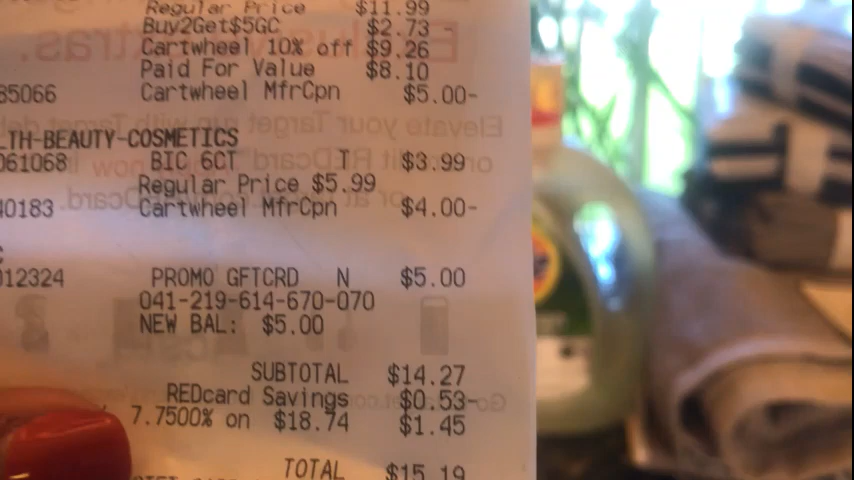 Regular Price $11.99
Buy2Get$5GC $2.73
Cartwheel 10% off $9.26
Paid For Value $8.10
85066 Cartwheel MfrCpn $5.00-
LTH-BEAUTY-COSMETICS
061068 BIC 6CT T $3.99
Regular Price $5.99
40183 Cartwheel MfrCpn $4.00-
012324 PROMO GFTCRD N $5.00
041-219-614-670-070
NEW BAL: $5.00
SUBTOTAL $14.27
REDcard Savings $0.53-
7.7500% on $18.74 $1.45
TOTAL $15.19